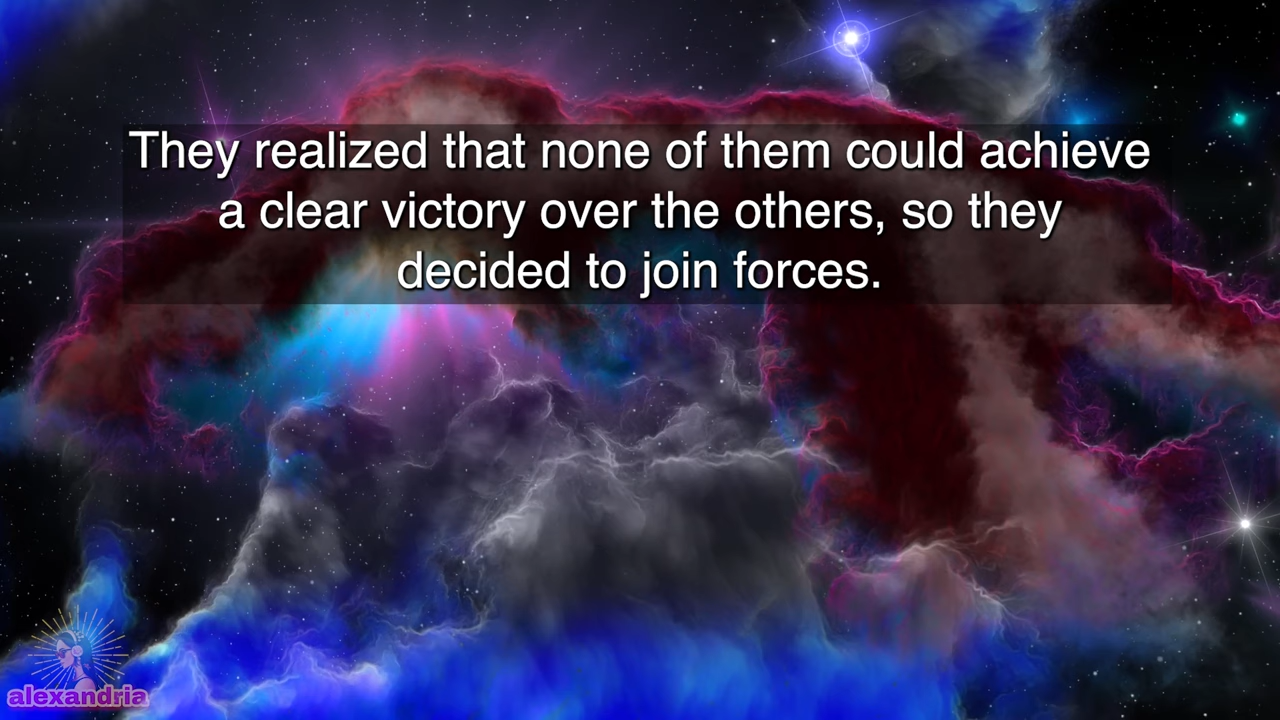 They realized that none of them could achieve
a clear victory over the others, so they
decided to join forces.
alexandria